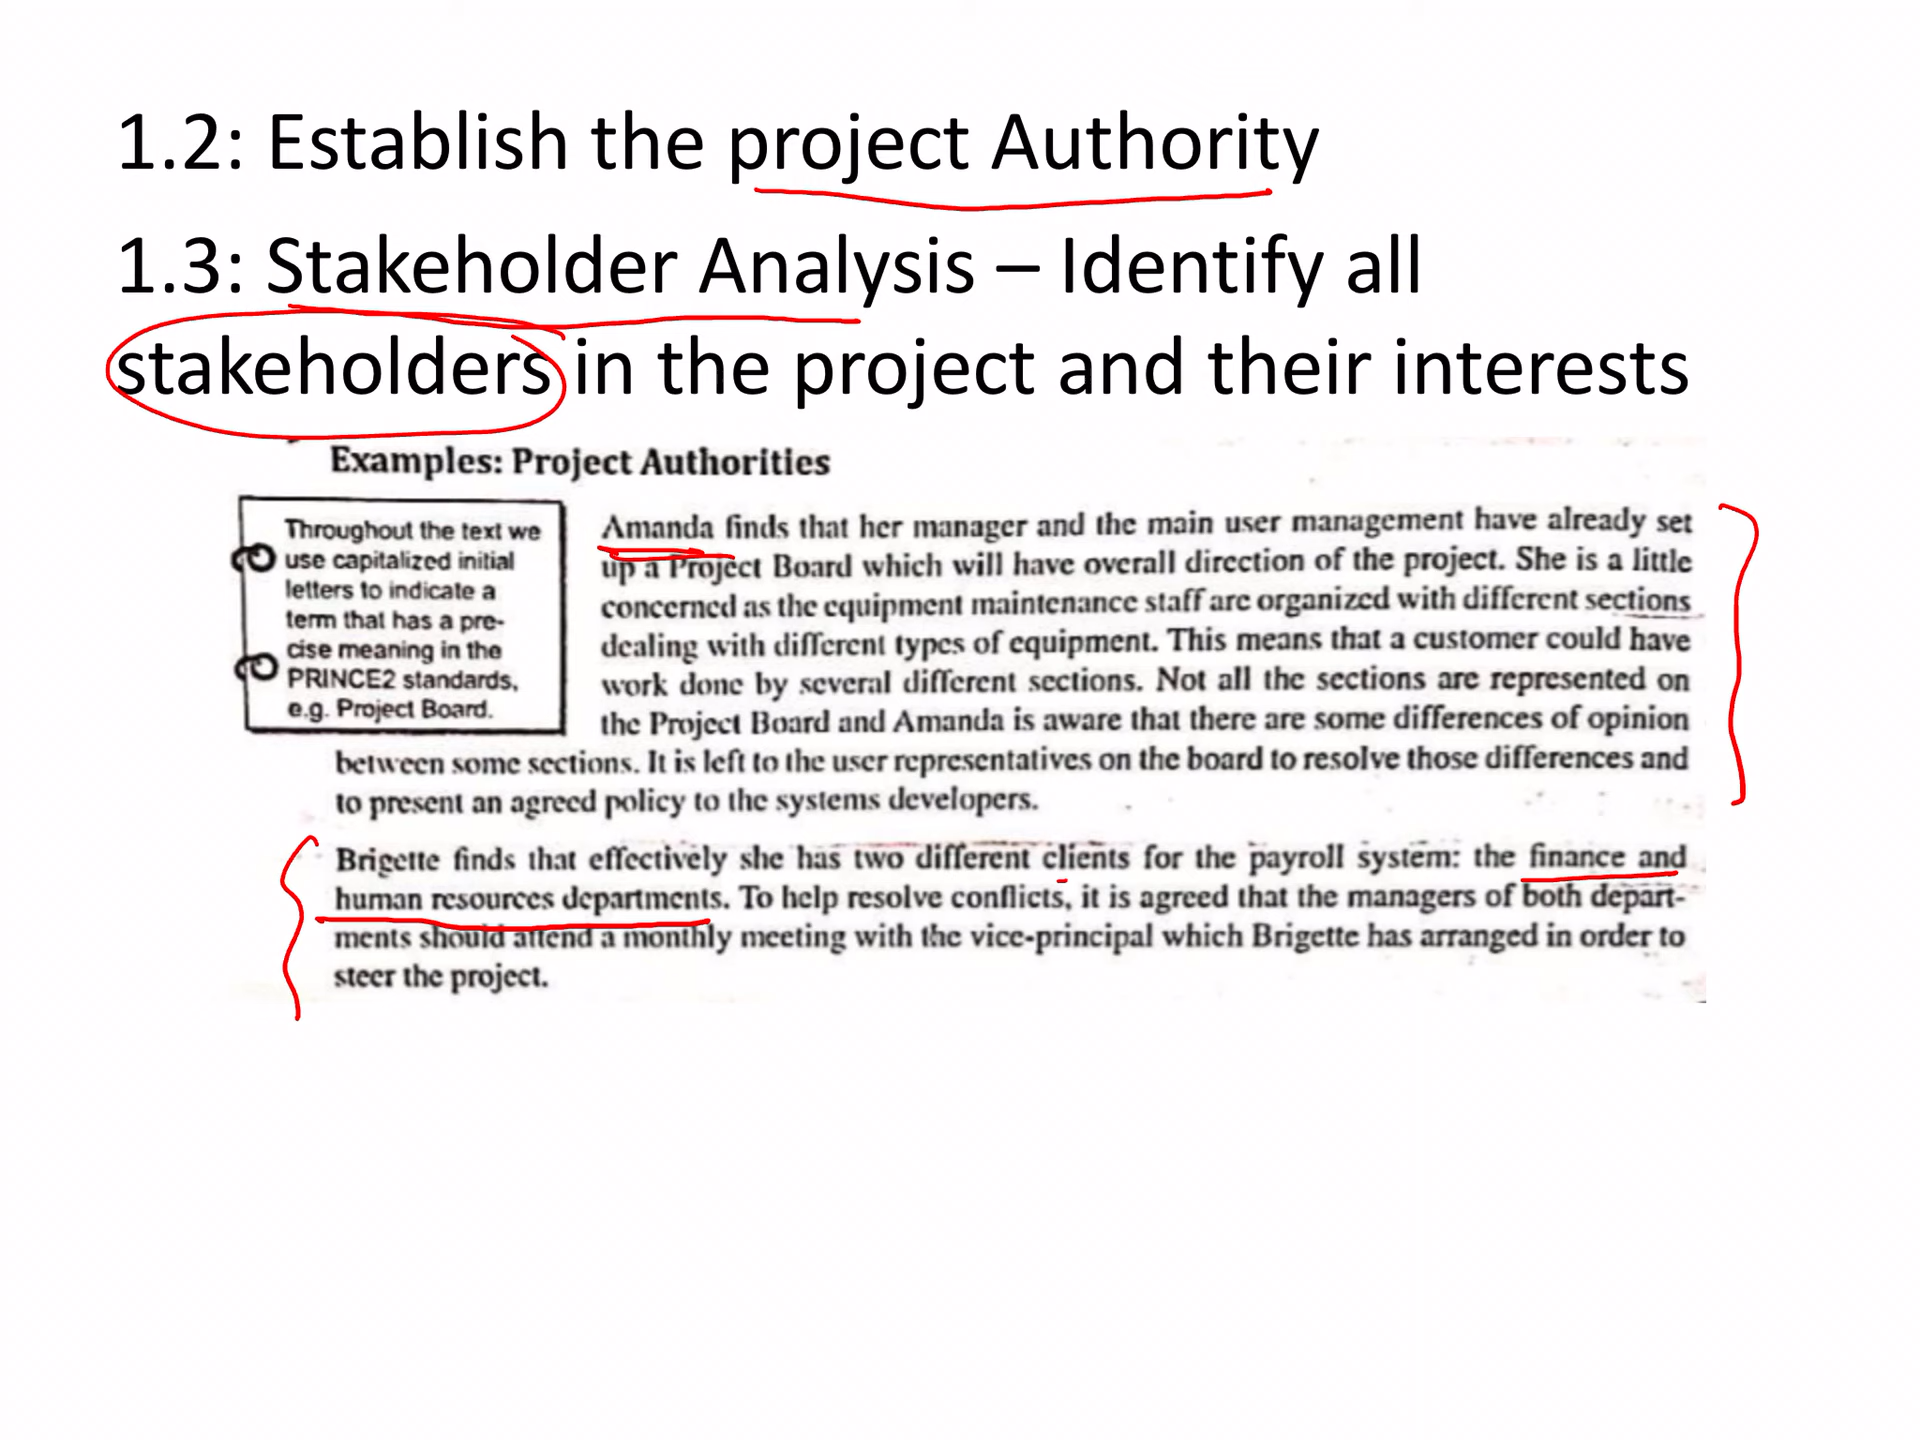 1.2: Establish the project Authority
1.3: Stakeholder Analysis – Identify all
stakeholders in the project and their interests
Examples: Project Authorities
Throughout the text we
use capitalized initial
letters to indicate a
term that has a pre-
cise meaning in the
PRINCE2 standards,
e.g. Project Board.
Amanda finds that her manager and the main user management have already set
up a Project Board which will have overall direction of the project. She is a little
concerned as the equipment maintenance staff are organized with different sections
dealing with different types of equipment. This means that a customer could have
work done by several different sections. Not all the sections are represented on
the Project Board and Amanda is aware that there are some differences of opinion
between some sections. It is left to the user representatives on the board to resolve those differences and
to present an agreed policy to the systems developers.
Brigette finds that effectively she has two different clients for the payroll system: the finance and
human resources departments. To help resolve conflicts, it is agreed that the managers of both depart-
ments should attend a monthly meeting with the vice-principal which Brigette has arranged in order to
steer the project.